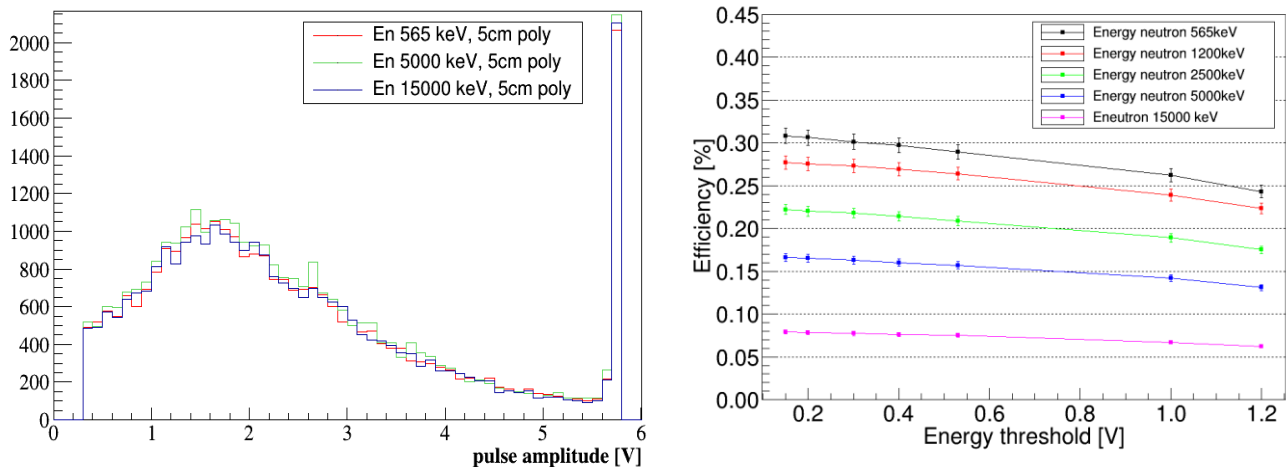 En 565 keV, 5cm poly
En 5000 keV, 5cm poly
En 15000 keV, 5cm poly
2000
1800
1600
1400
1200
1000
800
600
400
200
0
0 1 2 3 4 5 6
pulse amplitude [V]
Energy neutron 565keV
Energy neutron 1200keV
Energy neutron 2500keV
Energy neutron 5000keV
Eneutron 15000 keV
Efficiency [%]
0.45
0.40
0.35
0.30
0.25
0.20
0.15
0.10
0.05
0.00
0.2 0.4 0.6 0.8 1.0 1.2
Energy threshold [V]